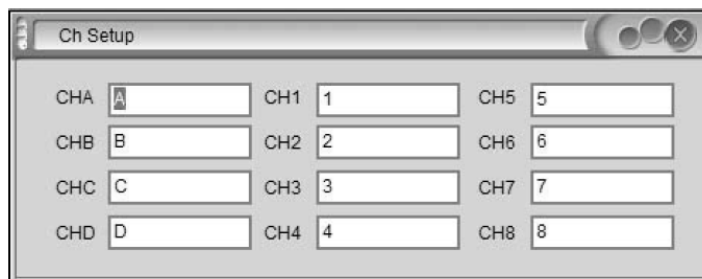 Ch Setup
CHA A CH1 1 CH5 5
CHB B CH2 2 CH6 6
CHC C CH3 3 CH7 7
CHD D CH4 4 CH8 8